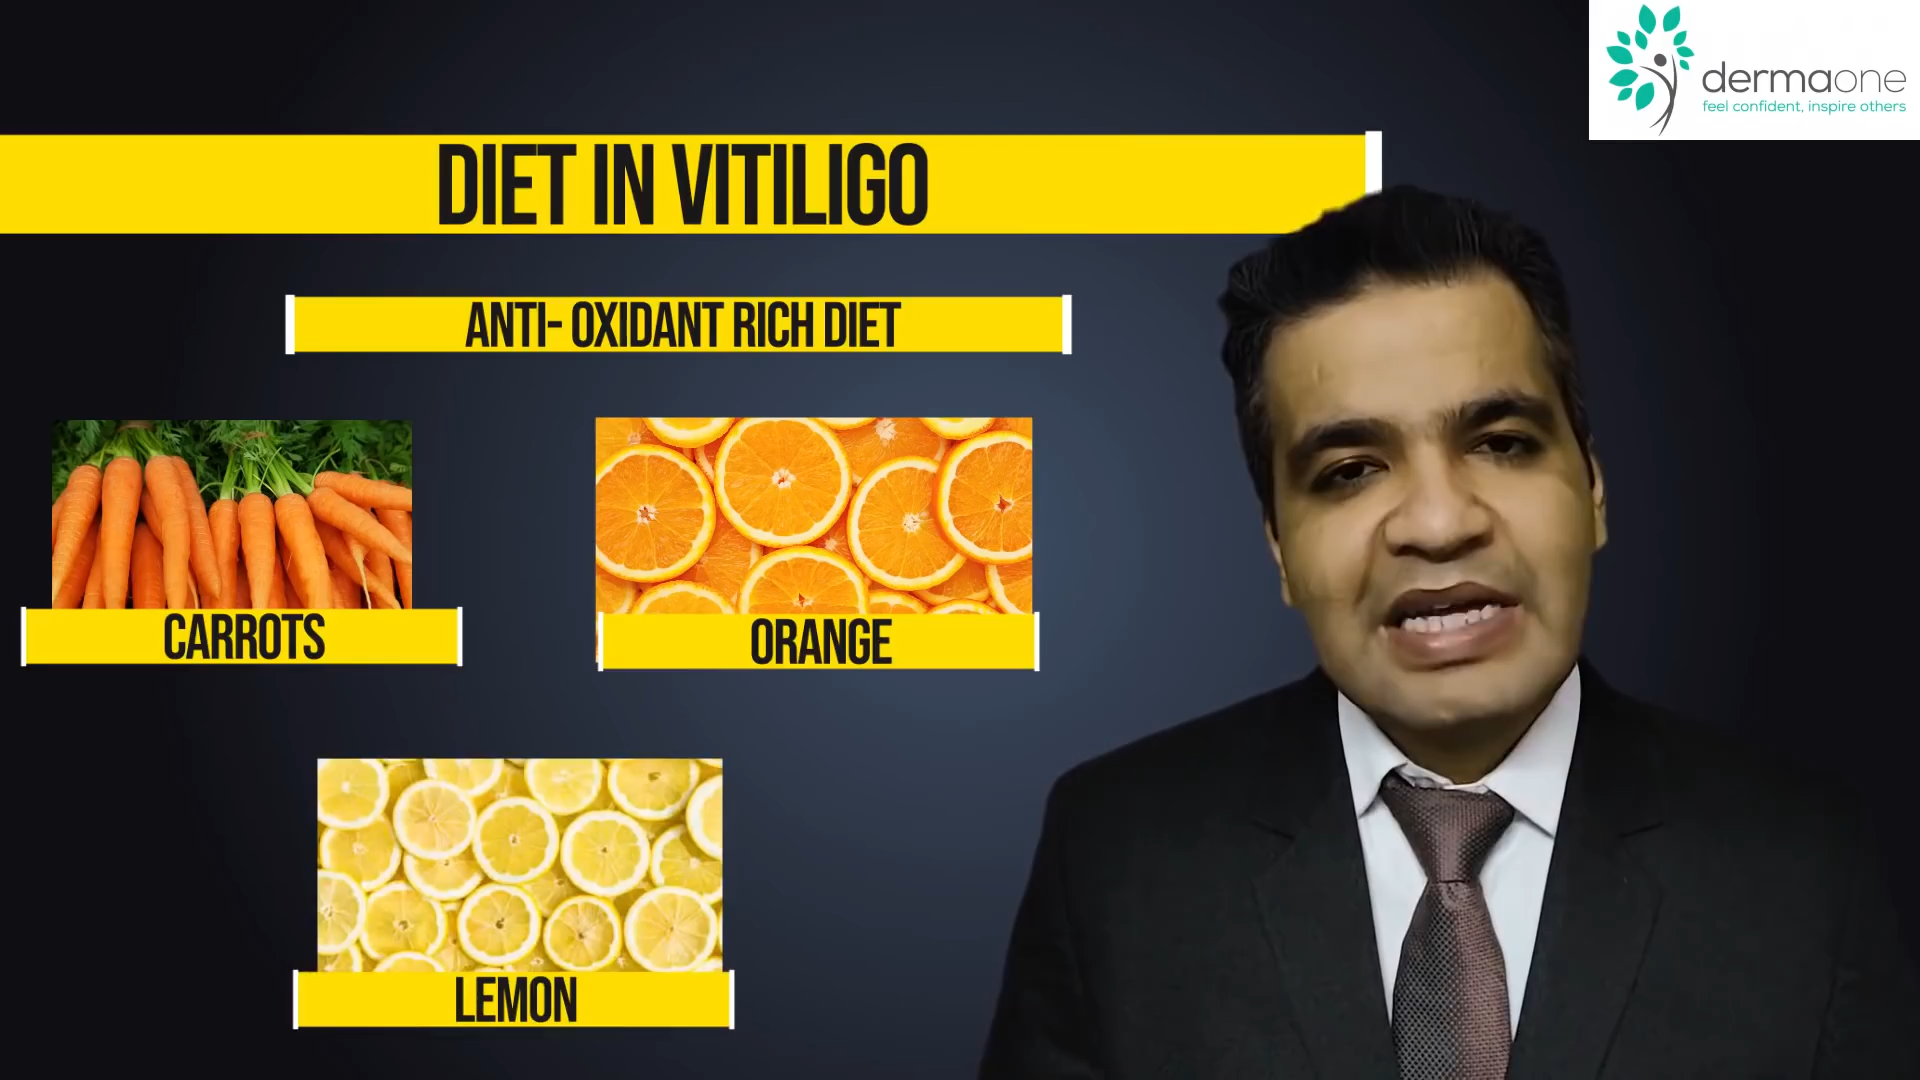 dermaone
feel confident, inspire others
DIET IN VITILIGO
ANTI- OXIDANT RICH DIET
CARROTS
ORANGE
LEMON